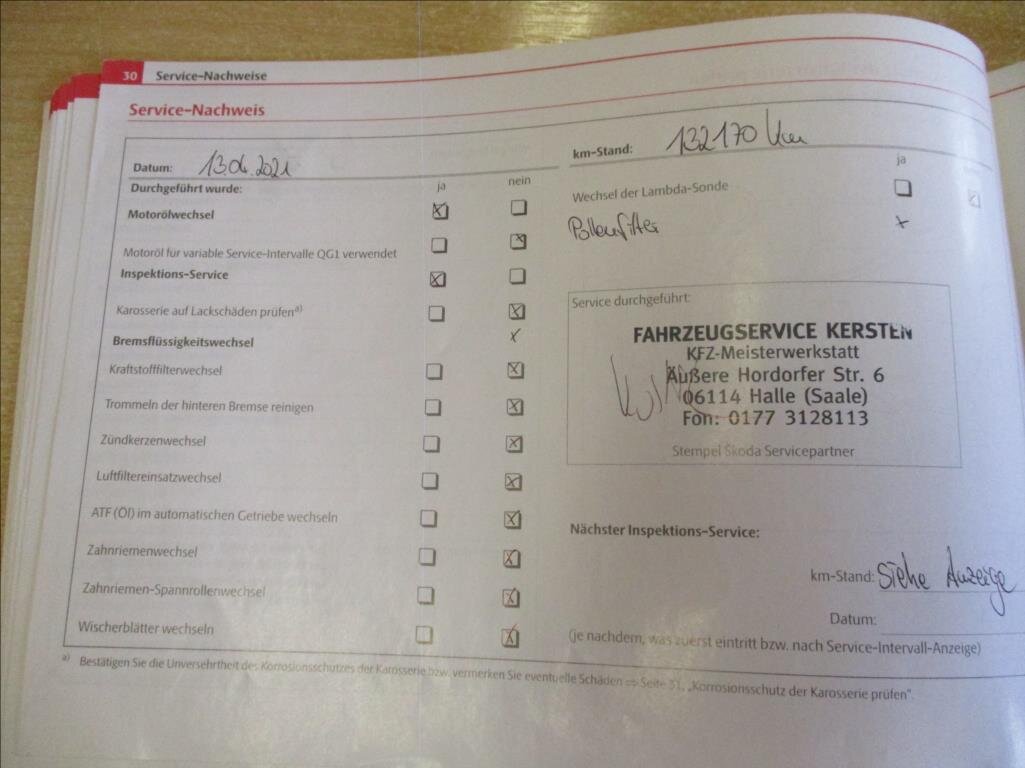 30 Service-Nachweise
Service-Nachweis
Datum: 13.04.2021
km-Stand: 132170 km
Durchgeführt wurde: ja nein
ja
Motorölwechsel
Wechsel der Lambda-Sonde
Motoröl für variable Service-Intervalle QG1 verwendet
Pollenfilter
Inspektions-Service
Karosserie auf Lackschäden prüfen a)
Bremsflüssigkeitswechsel
Kraftstofffilterwechsel
Trommeln der hinteren Bremse reinigen
Zündkerzenwechsel
Luftfiltereinsatzwechsel
ATF (Öl) im automatischen Getriebe wechseln
Zahnriemenwechsel
Zahnriemen-Spannrollenwechsel
Wischerblätter wechseln
Service durchgeführt:
FAHRZEUGSERVICE KERSTEN
KFZ-Meisterwerkstatt
Äußere Hordorfer Str. 6
06114 Halle (Saale)
Fon: 0177 3128113
Stempel Škoda Servicepartner
Nächster Inspektions-Service:
km-Stand: Siehe Anzeige
Datum:
(je nachdem, was zuerst eintritt bzw. nach Service-Intervall-Anzeige)
a) Bestätigen Sie die Unversehrtheit des Korrosionsschutzes der Karosserie bzw. vermerken Sie eventuelle Schäden ⇒ Seite 31, „Korrosionsschutz der Karosserie prüfen".